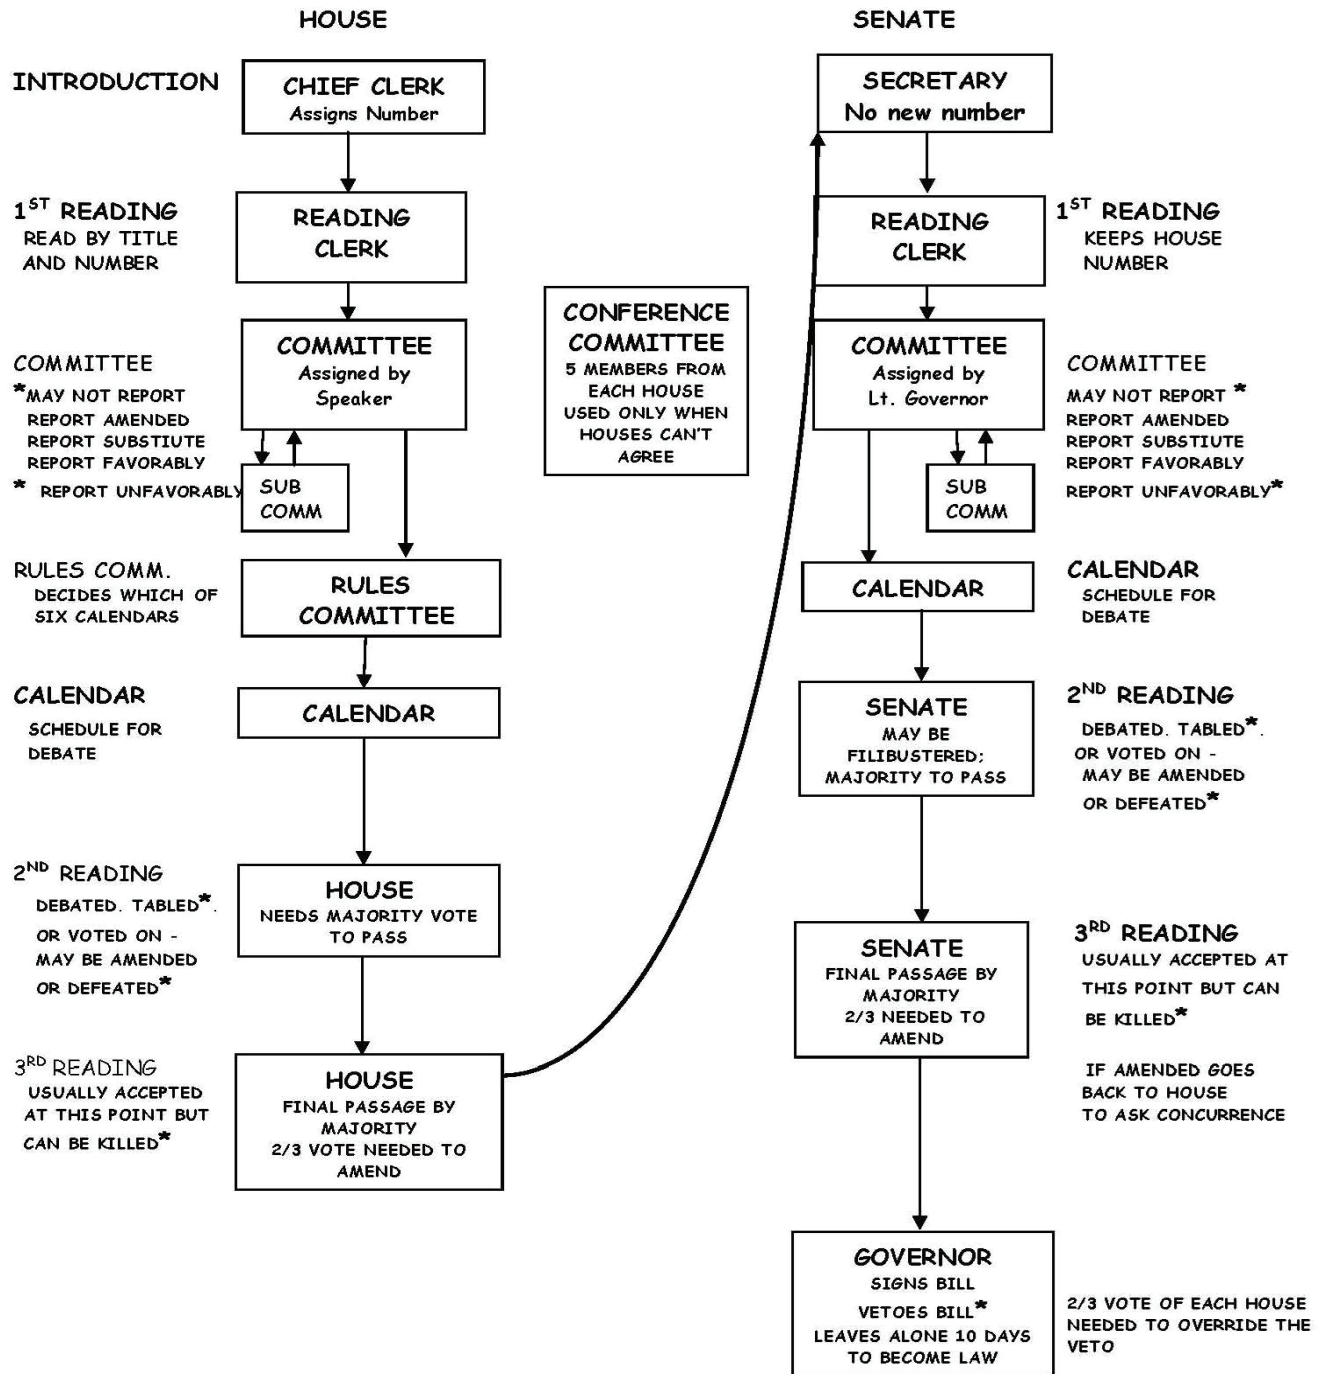 HOUSE
SENATE
INTRODUCTION
CHIEF CLERK
Assigns Number
1ST READING
READ BY TITLE
AND NUMBER
READING
CLERK
COMMITTEE
*MAY NOT REPORT
REPORT AMENDED
REPORT SUBSTIUTE
REPORT FAVORABLY
* REPORT UNFAVORABLY
COMMITTEE
Assigned by
Speaker
SUB
COMM
RULES COMM.
DECIDES WHICH OF
SIX CALENDARS
RULES
COMMITTEE
CALENDAR
SCHEDULE FOR
DEBATE
CALENDAR
2ND READING
DEBATED. TABLED*.
OR VOTED ON -
MAY BE AMENDED
OR DEFEATED*
HOUSE
NEEDS MAJORITY VOTE
TO PASS
3RD READING
USUALLY ACCEPTED
AT THIS POINT BUT
CAN BE KILLED*
HOUSE
FINAL PASSAGE BY
MAJORITY
2/3 VOTE NEEDED TO
AMEND
CONFERENCE
COMMITTEE
5 MEMBERS FROM
EACH HOUSE
USED ONLY WHEN
HOUSES CAN'T
AGREE
SECRETARY
No new number
READING
CLERK
1ST READING
KEEPS HOUSE
NUMBER
COMMITTEE
Assigned by
Lt. Governor
SUB
COMM
COMMITTEE
MAY NOT REPORT *
REPORT AMENDED
REPORT SUBSTIUTE
REPORT FAVORABLY
REPORT UNFAVORABLY*
CALENDAR
CALENDAR
SCHEDULE FOR
DEBATE
SENATE
MAY BE
FILIBUSTERED;
MAJORITY TO PASS
2ND READING
DEBATED. TABLED*.
OR VOTED ON -
MAY BE AMENDED
OR DEFEATED*
SENATE
FINAL PASSAGE BY
MAJORITY
2/3 NEEDED TO
AMEND
3RD READING
USUALLY ACCEPTED AT
THIS POINT BUT CAN
BE KILLED*
IF AMENDED GOES
BACK TO HOUSE
TO ASK CONCURRENCE
GOVERNOR
SIGNS BILL
VETOES BILL*
LEAVES ALONE 10 DAYS
TO BECOME LAW
2/3 VOTE OF EACH HOUSE
NEEDED TO OVERRIDE THE
VETO